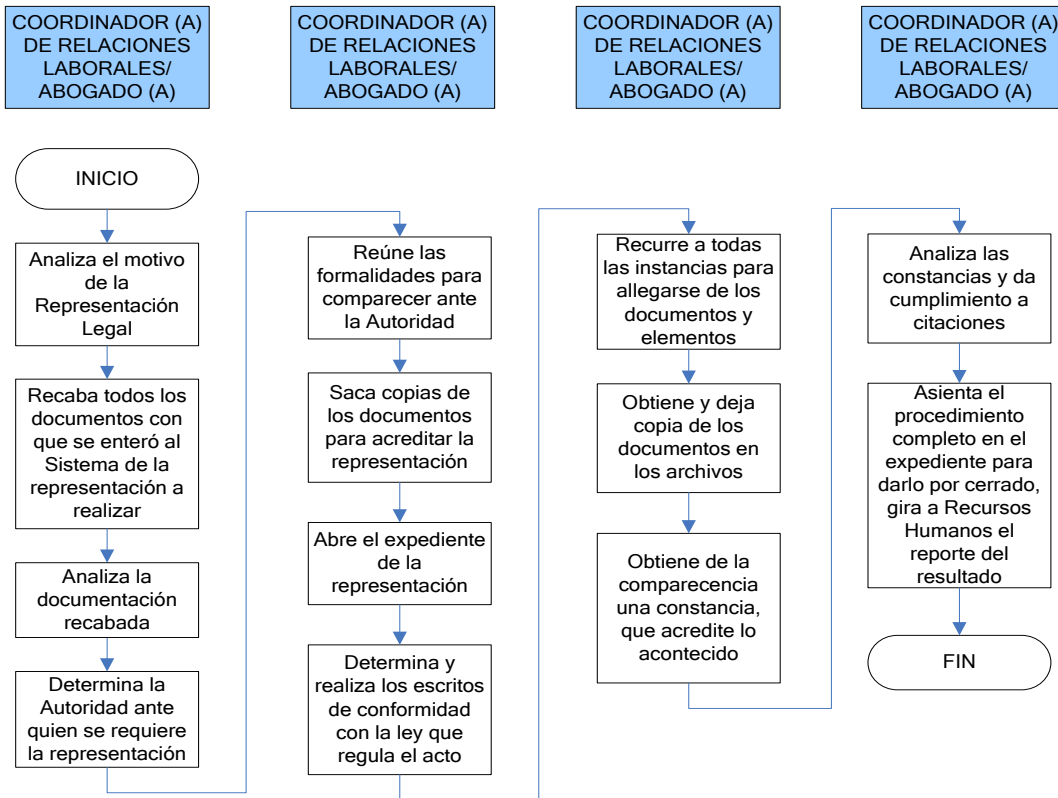 COORDINADOR (A)
DE RELACIONES
LABORALES/
ABOGADO (A)
COORDINADOR (A)
DE RELACIONES
LABORALES/
ABOGADO (A)
COORDINADOR (A)
DE RELACIONES
LABORALES/
ABOGADO (A)
COORDINADOR (A)
DE RELACIONES
LABORALES/
ABOGADO (A)
INICIO
Analiza el motivo
de la
Representación
Legal
Recaba todos los
documentos con
que se enteró al
Sistema de la
representación a
realizar
Analiza la
documentación
recabada
Determina la
Autoridad ante
quien se requiere
la representación
Reúne las
formalidades para
comparecer ante
la Autoridad
Saca copias de
los documentos
para acreditar la
representación
Abre el expediente
de la
representación
Determina y
realiza los escritos
de conformidad
con la ley que
regula el acto
Recurre a todas
las instancias para
allegarse de los
documentos y
elementos
Obtiene y deja
copia de los
documentos en
los archivos
Obtiene de la
comparecencia
una constancia,
que acredite lo
acontecido
Analiza las
constancias y da
cumplimiento a
citaciones
Asienta el
procedimiento
completo en el
expediente para
darlo por cerrado,
gira a Recursos
Humanos el
reporte del
resultado
FIN